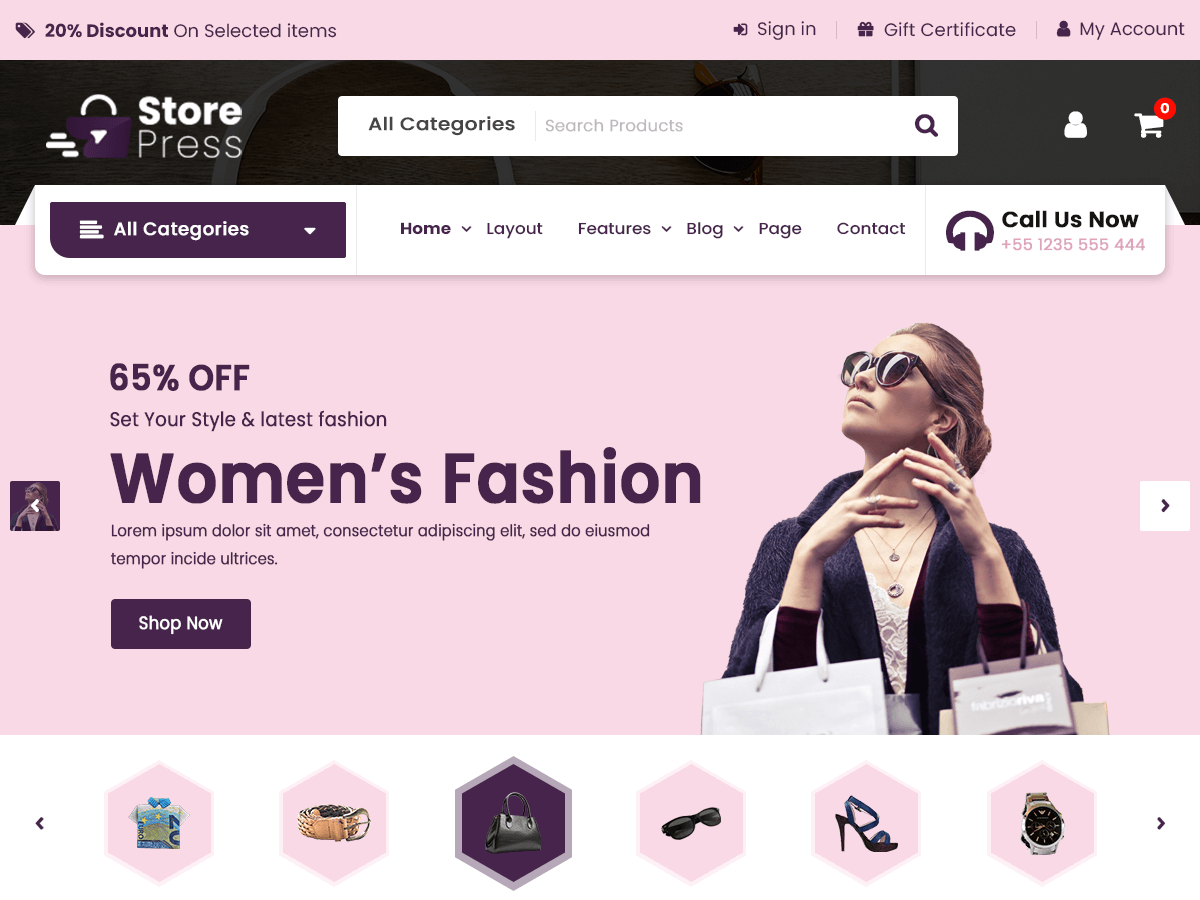 20% Discount On Selected items
Sign in
Gift Certificate
My Account
Store
Press
All Categories
Search Products
0
All Categories
Home
Layout
Features
Blog
Page
Contact
Call Us Now
+55 1235 555 444
65% OFF
Set Your Style & latest fashion
Women’s Fashion
Lorem ipsum dolor sit amet, consectetur adipiscing elit, sed do eiusmod
tempor incide ultrices.
Shop Now
fabrizioriva